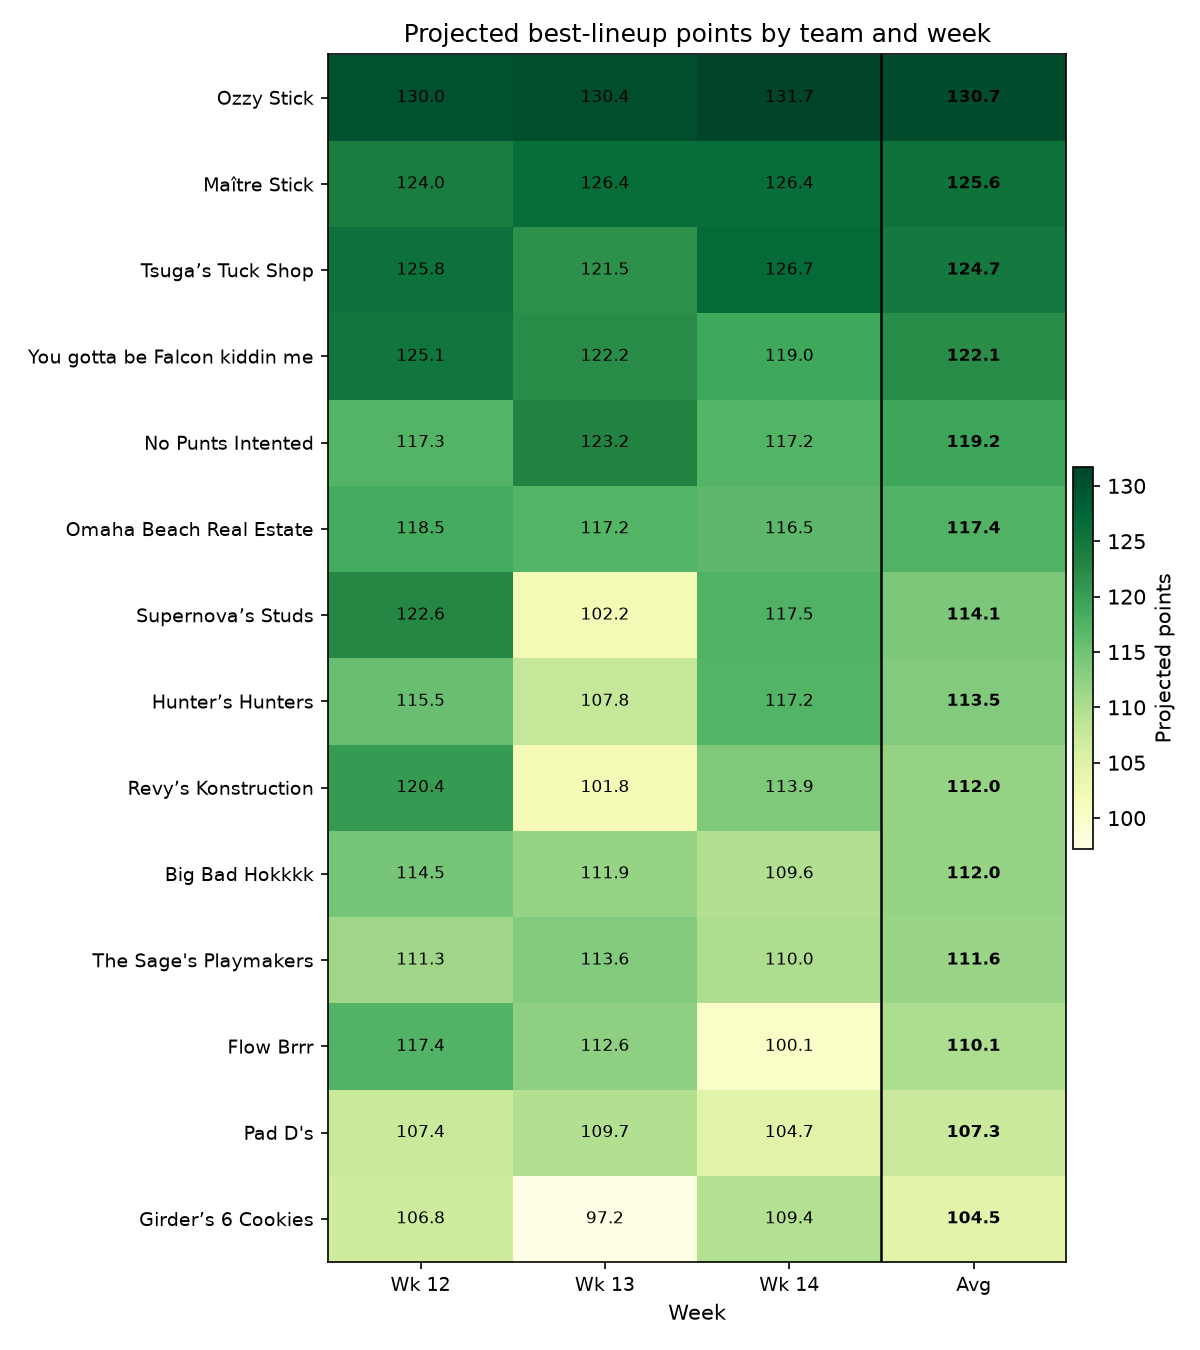 Projected best-lineup points by team and week
Ozzy Stick 130.0 130.4 131.7 130.7
Maître Stick 124.0 126.4 126.4 125.6
Tsuga’s Tuck Shop 125.8 121.5 126.7 124.7
You gotta be Falcon kiddin me 125.1 122.2 119.0 122.1
No Punts Intented 117.3 123.2 117.2 119.2
Omaha Beach Real Estate 118.5 117.2 116.5 117.4
Supernova’s Studs 122.6 102.2 117.5 114.1
Hunter’s Hunters 115.5 107.8 117.2 113.5
Revy’s Konstruction 120.4 101.8 113.9 112.0
Big Bad Hokkkk 114.5 111.9 109.6 112.0
The Sage's Playmakers 111.3 113.6 110.0 111.6
Flow Brrr 117.4 112.6 100.1 110.1
Pad D's 107.4 109.7 104.7 107.3
Girder’s 6 Cookies 106.8 97.2 109.4 104.5
Wk 12 Wk 13 Wk 14 Avg
Week
130
125
120
115
110
105
100
Projected points